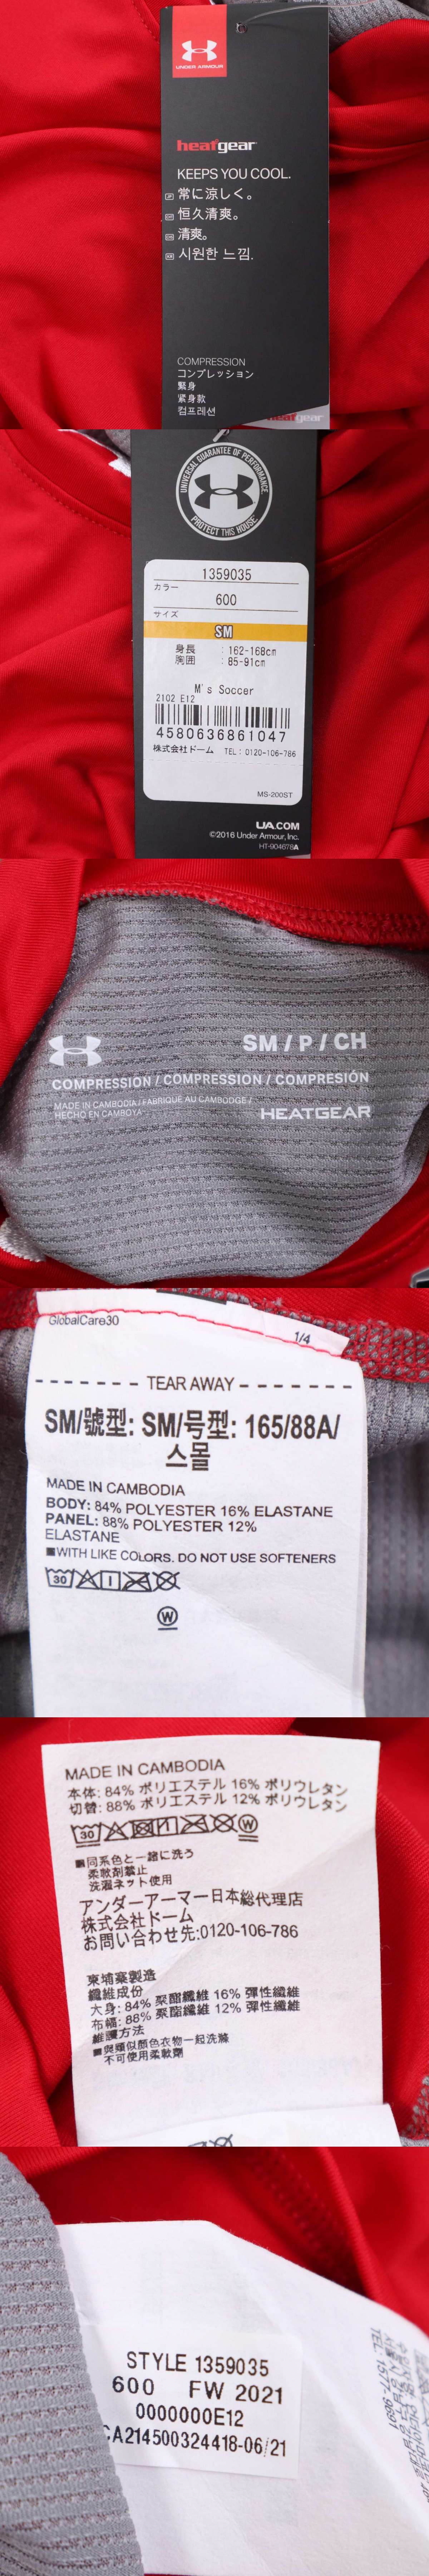 UNDER ARMOUR
heatgear
KEEPS YOU COOL.
JP 常に涼しく。
恒久清爽。
清爽。
KR 시원한 느낌.
COMPRESSION
コンプレッション
緊身
紧身款
컴프레션
heatgear
UNIVERSAL GUARANTEE OF PERFORMANCE
PROTECT THIS HOUSE
1359035
カラー
600
サイズ
SM
身長 : 162-168cm
胸囲 : 85-91cm
M's Soccer
2102 E12
4580636861047
株式会社ドーム TEL: 0120-106-786
MS-200ST
UA.COM
©2016 Under Armour, Inc.
HT-904678A
SM / P / CH
COMPRESSION / COMPRESSION / COMPRESIÓN
MADE IN CAMBODIA / FABRIQUÉ AU CAMBODGE /
HECHO EN CAMBOYA
HEATGEAR
GlobalCare30
1/4
TEAR AWAY
SM/號型: SM/号型: 165/88A/
스몰
MADE IN CAMBODIA
BODY: 84% POLYESTER 16% ELASTANE
PANEL: 88% POLYESTER 12%
ELASTANE
■WITH LIKE COLORS. DO NOT USE SOFTENERS
30
W
MADE IN CAMBODIA
本体: 84% ポリエステル 16% ポリウレタン
切替: 88% ポリエステル 12% ポリウレタン
30 W
■同系色と一緒に洗う
柔軟剤禁止
洗濯ネット使用
アンダーアーマー日本総代理店
株式会社ドーム
お問い合わせ先:0120-106-786
柬埔寨製造
纖維成份
大身: 84% 聚酯纖維 16% 彈性纖維
布幅: 88% 聚酯纖維 12% 彈性纖維
維護方法
■與類似顏色衣物一起洗滌
不可使用柔軟劑
STYLE 1359035
600 FW 2021
0000000E12
CA214500324418-06/21
TEL: 1577-9691